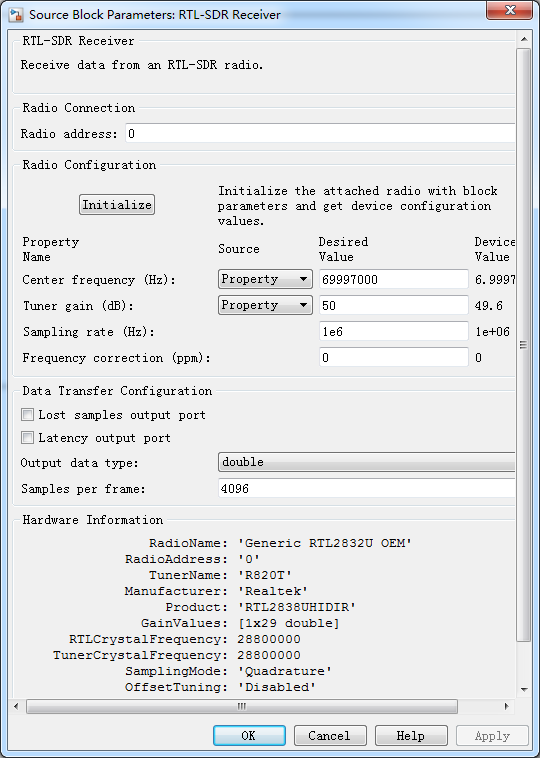 Source Block Parameters: RTL-SDR Receiver
RTL-SDR Receiver
Receive data from an RTL-SDR radio.
Radio Connection
Radio address: 0
Radio Configuration
Initialize
Initialize the attached radio with block
parameters and get device configuration
values.
Property Name Source Desired Value Device Value
Center frequency (Hz): Property 69997000 6.9997
Tuner gain (dB): Property 50 49.6
Sampling rate (Hz): 1e6 1e+06
Frequency correction (ppm): 0 0
Data Transfer Configuration
Lost samples output port
Latency output port
Output data type: double
Samples per frame: 4096
Hardware Information
RadioName: 'Generic RTL2832U OEM'
RadioAddress: '0'
TunerName: 'R820T'
Manufacturer: 'Realtek'
Product: 'RTL2838UHIDIR'
GainValues: [1x29 double]
RTLCrystalFrequency: 28800000
TunerCrystalFrequency: 28800000
SamplingMode: 'Quadrature'
OffsetTuning: 'Disabled'
OK Cancel Help Apply